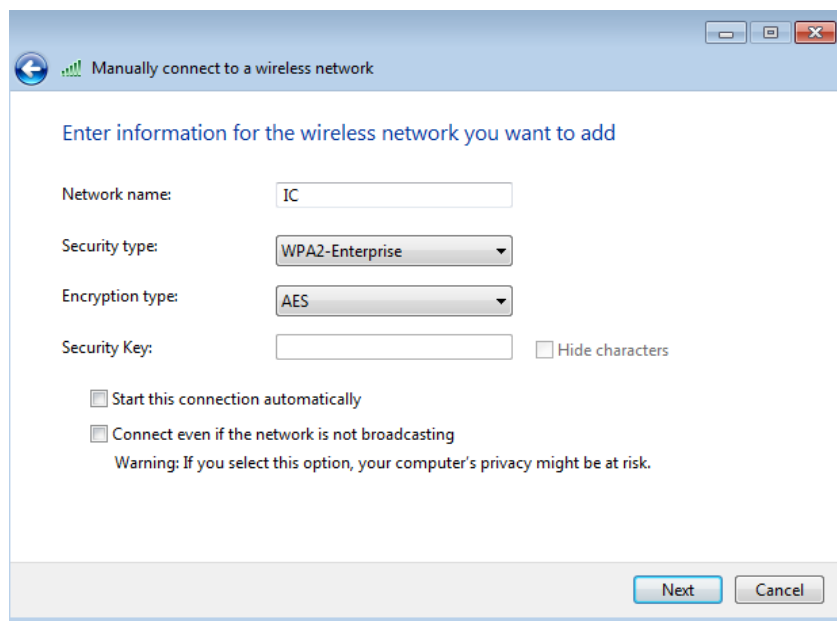 Manually connect to a wireless network
Enter information for the wireless network you want to add
Network name: IC
Security type: WPA2-Enterprise
Encryption type: AES
Security Key: Hide characters
Start this connection automatically
Connect even if the network is not broadcasting
Warning: If you select this option, your computer's privacy might be at risk.
Next Cancel